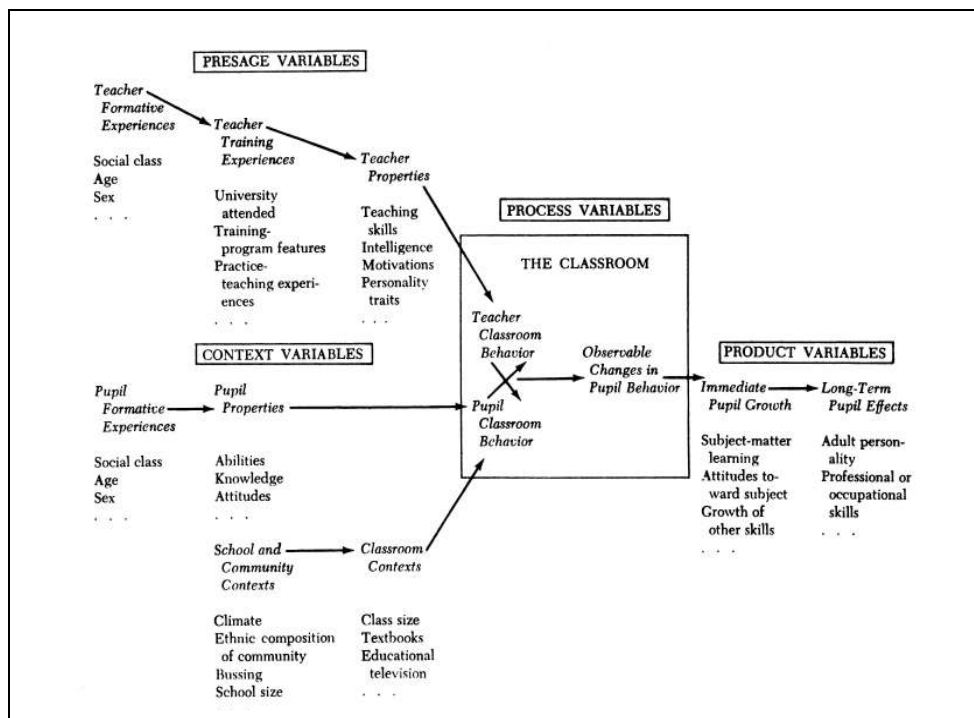 PRESAGE VARIABLES
Teacher
Formative
Experiences
Social class
Age
Sex
. . .
Teacher
Training
Experiences
University
attended
Training-
program features
Practice-
teaching experi-
ences
. . .
Teacher
Properties
Teaching
skills
Intelligence
Motivations
Personality
traits
. . .
PROCESS VARIABLES
THE CLASSROOM
Teacher
Classroom
Behavior
Pupil
Classroom
Behavior
Observable
Changes in
Pupil Behavior
CONTEXT VARIABLES
Pupil
Formative
Experiences
Social class
Age
Sex
. . .
Pupil
Properties
Abilities
Knowledge
Attitudes
. . .
School and
Community
Contexts
Climate
Ethnic composition
of community
Bussing
School size
. . .
Classroom
Contexts
Class size
Textbooks
Educational
television
. . .
PRODUCT VARIABLES
Immediate
Pupil Growth
Subject-matter
learning
Attitudes to-
ward subject
Growth of
other skills
. . .
Long-Term
Pupil Effects
Adult person-
ality
Professional or
occupational
skills
. . .